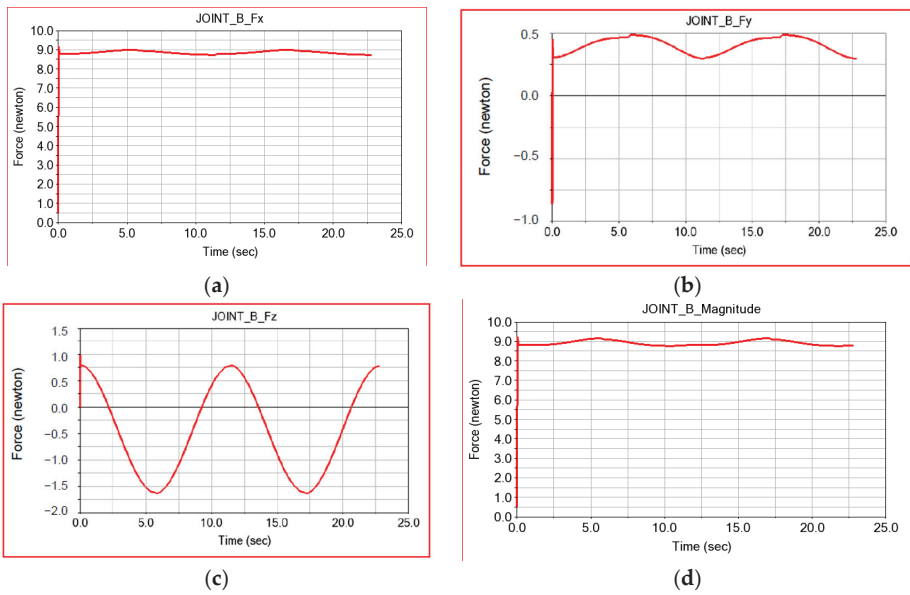 JOINT_B_Fx
Force (newton)
10.0
9.0
8.0
7.0
6.0
5.0
4.0
3.0
2.0
1.0
0.0
0.0 5.0 10.0 15.0 20.0 25.0
Time (sec)
(a)
JOINT_B_Fy
Force (newton)
0.5
0.0
−0.5
−1.0
0.0 5.0 10.0 15.0 20.0 25.0
Time (sec)
(b)
JOINT_B_Fz
Force (newton)
1.5
1.0
0.5
0.0
−0.5
−1.0
−1.5
−2.0
0.0 5.0 10.0 15.0 20.0 25.0
Time (sec)
(c)
JOINT_B_Magnitude
Force (newton)
10.0
9.0
8.0
7.0
6.0
5.0
4.0
3.0
2.0
1.0
0.0
0.0 5.0 10.0 15.0 20.0 25.0
Time (sec)
(d)